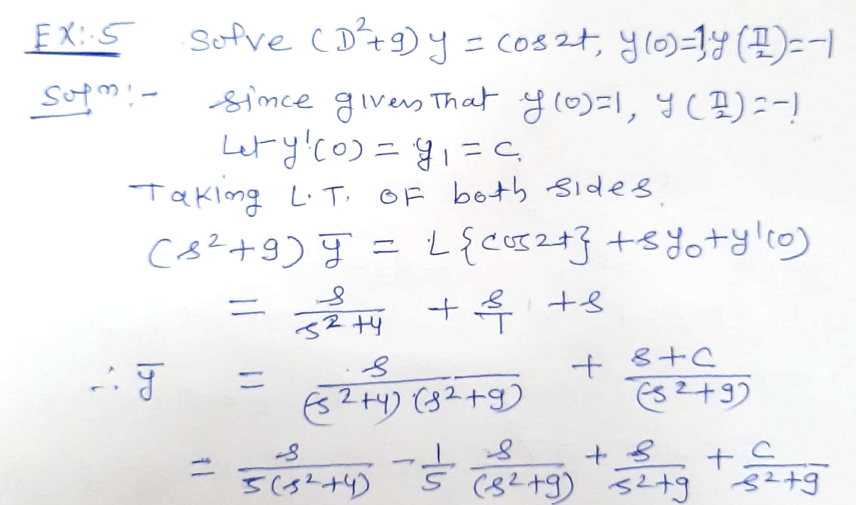 EX:-5 Solve (D²+9) y = cos2t, y(0)=1, y(π/2)=-1
Soln:- Since given That y(0)=1, y(π/2)=-1
Let y'(0) = y₁ = C.
Taking L.T. OF both sides.
(s²+9) ȳ = L{cos2t} + sy₀ + y'(0)
= s/(s²+4) + s/1 + s
∴ ȳ = s/((s²+4)(s²+9)) + (s+C)/(s²+9)
= s/(5(s²+4)) - 1/5 s/(s²+9) + s/(s²+9) + C/(s²+9)